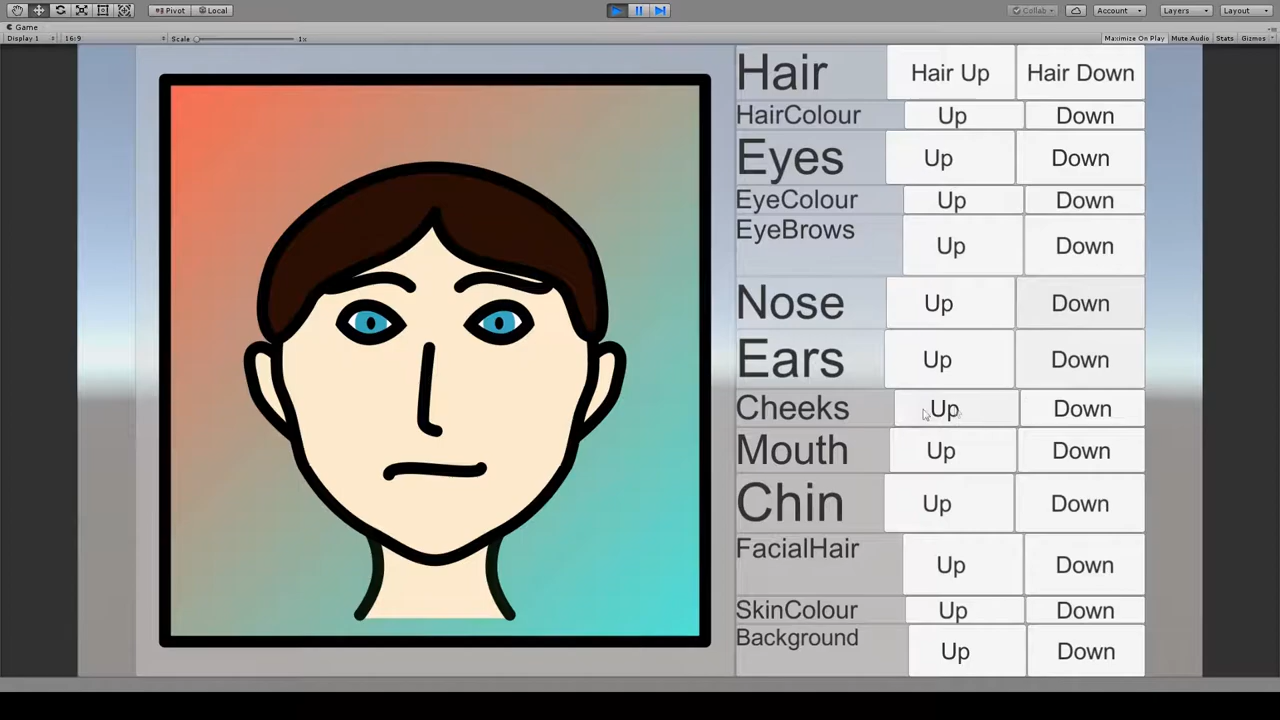 Pivot Local Collab Account Layers Layout
Game
Display 1 16:9 Scale 1x Maximize On Play Mute Audio Stats Gizmos
Hair Hair Up Hair Down
HairColour Up Down
Eyes Up Down
EyeColour Up Down
EyeBrows Up Down
Nose Up Down
Ears Up Down
Cheeks Up Down
Mouth Up Down
Chin Up Down
FacialHair Up Down
SkinColour Up Down
Background Up Down